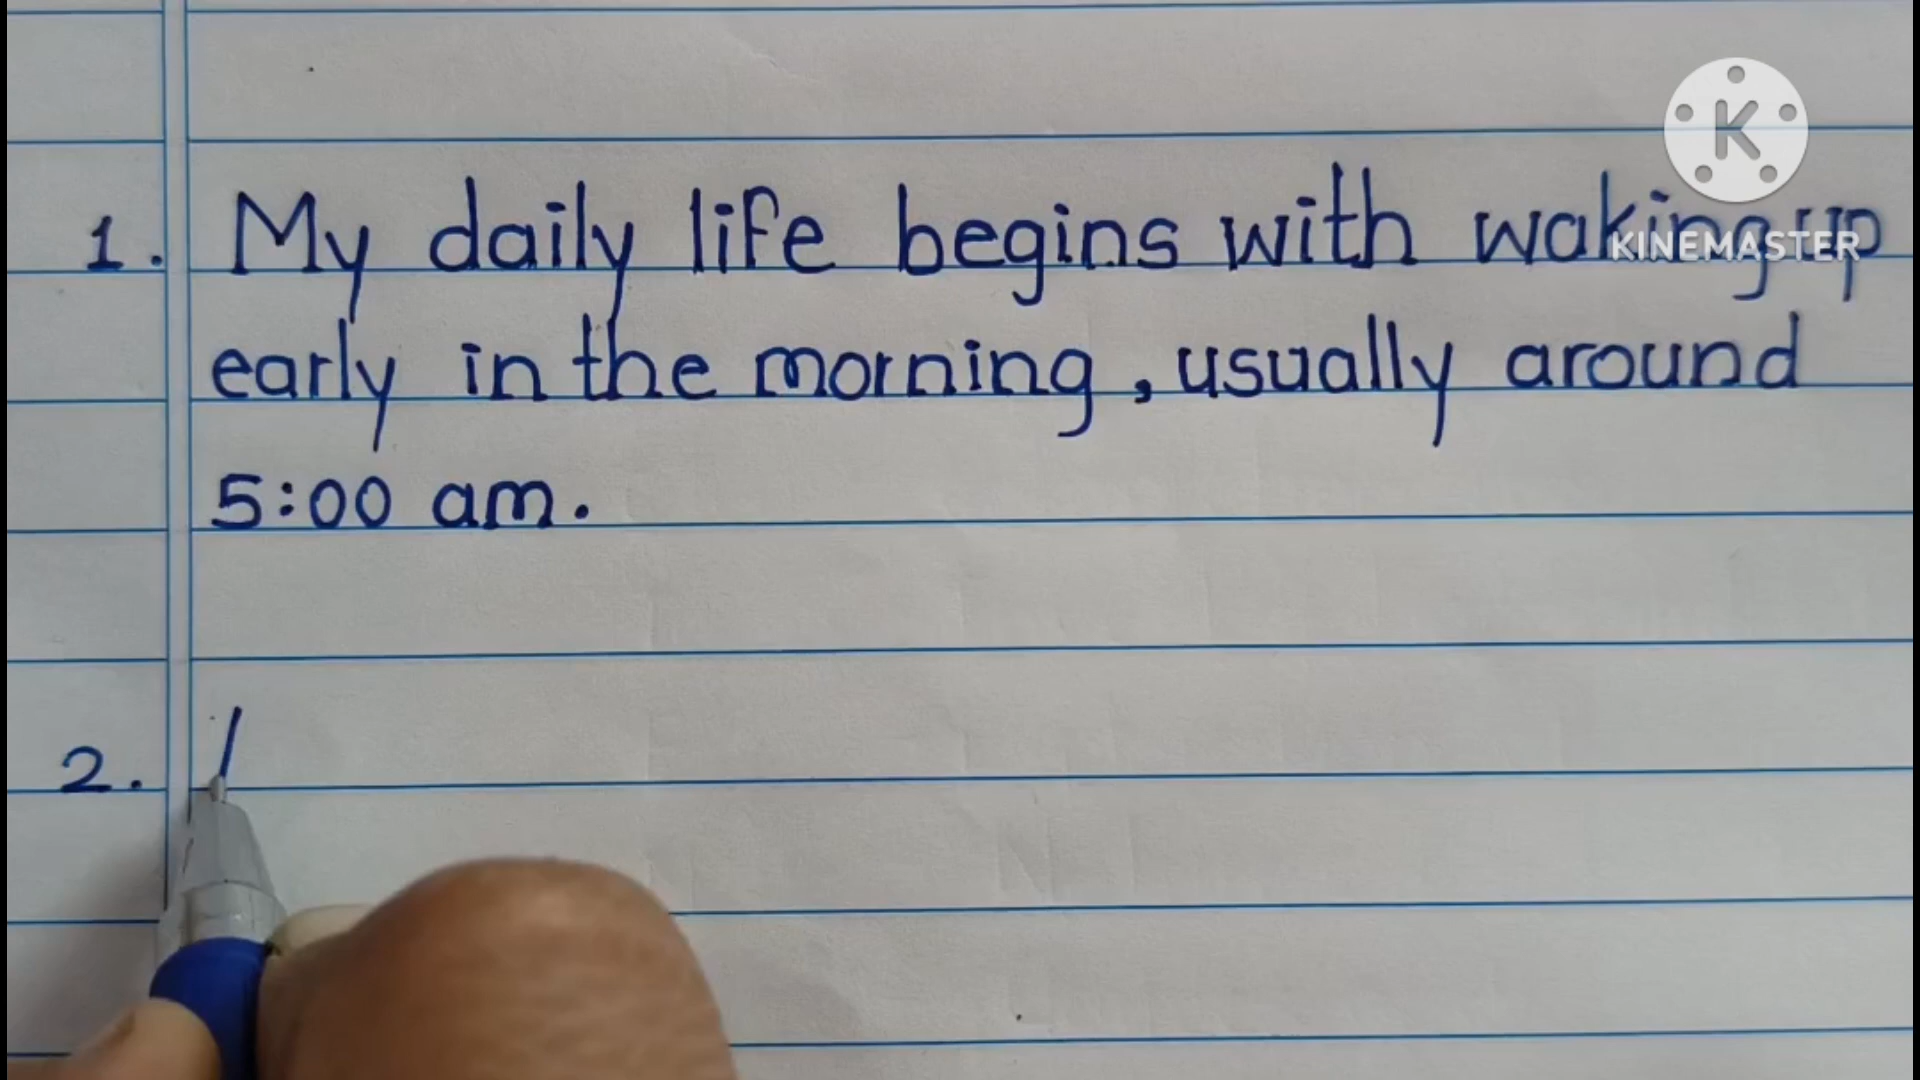 K
KINEMASTER
1. My daily life begins with waking up
early in the morning, usually around
5:00 am.
2.